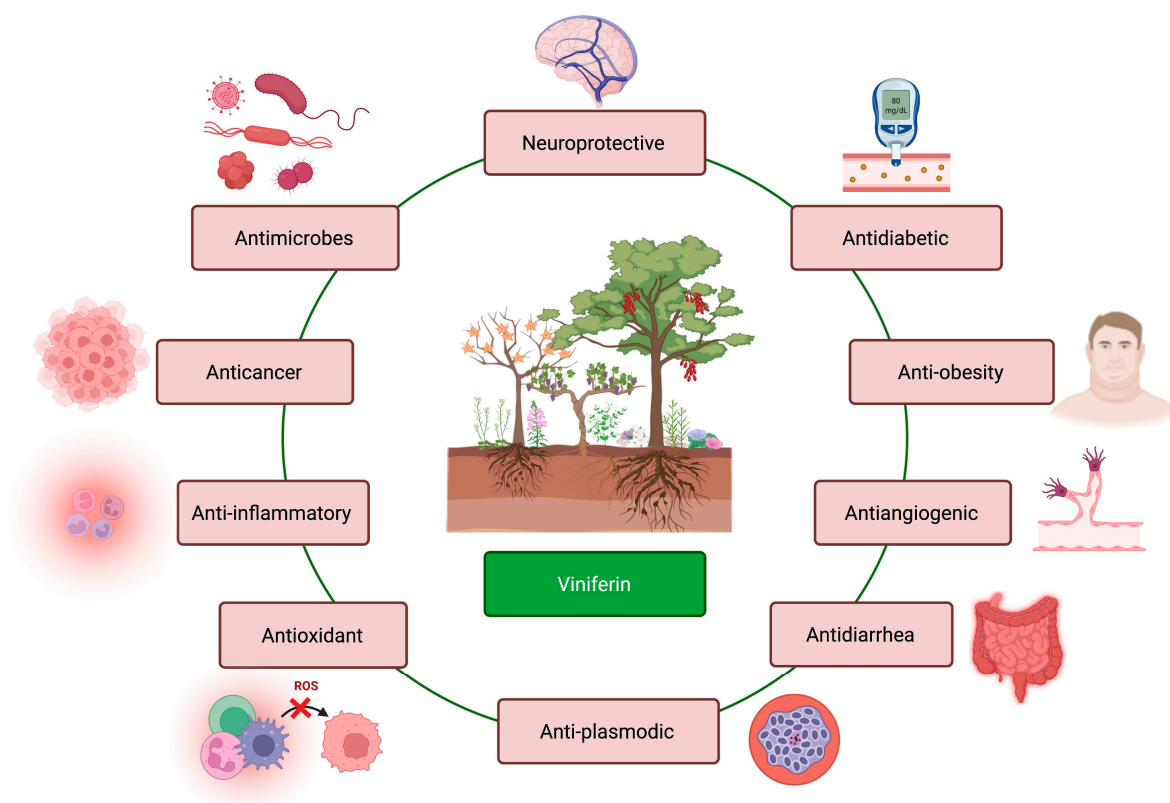 80
mg/dL
Neuroprotective
Antimicrobes
Antidiabetic
Anticancer
Anti-obesity
Anti-inflammatory
Antiangiogenic
Viniferin
Antioxidant
Antidiarrhea
ROS
Anti-plasmodic